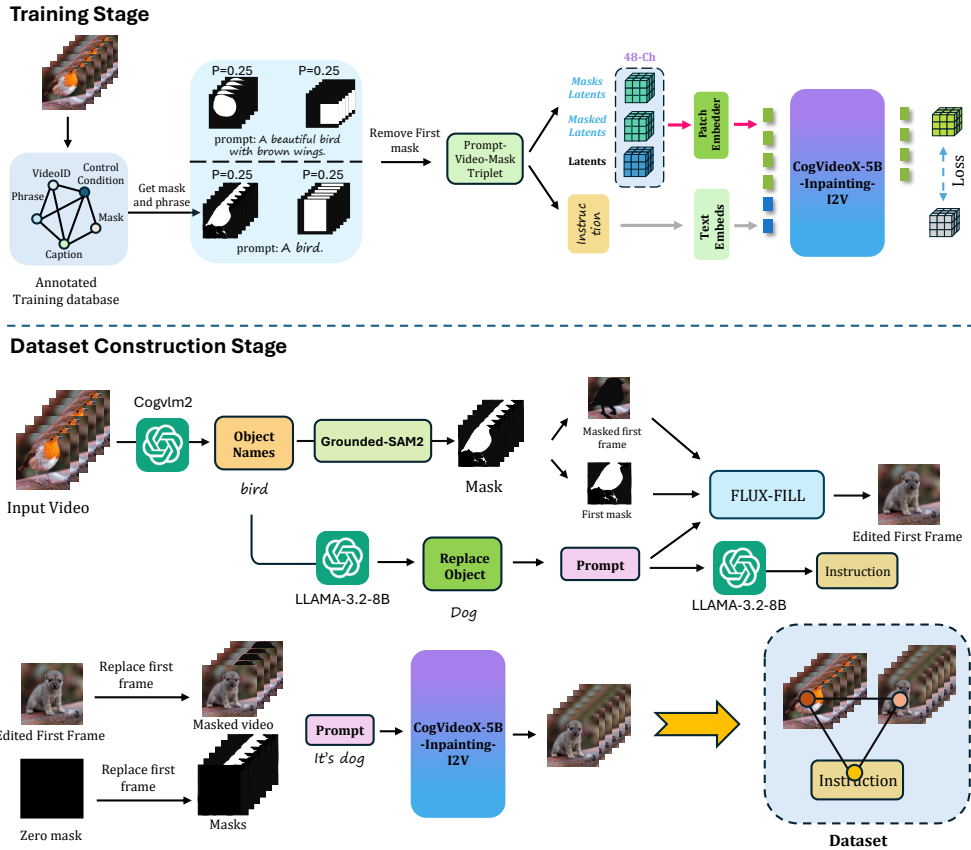 Training Stage
P=0.25
P=0.25
prompt: A beautiful bird
with brown wings.
P=0.25
P=0.25
prompt: A bird.
VideoID
Control
Condition
Phrase
Mask
Caption
Annotated
Training database
Get mask
and phrase
Remove First
mask
Prompt-
Video-Mask
Triplet
48-Ch
Masks
Latents
Masked
Latents
Latents
Instruc
tion
Patch
Embedder
Text
Embeds
CogVideoX-5B
-Inpainting-
I2V
Loss
Dataset Construction Stage
Input Video
Cogvlm2
Object
Names
bird
Grounded-SAM2
Mask
Masked first
frame
First mask
FLUX-FILL
Edited First Frame
LLAMA-3.2-8B
Replace
Object
Dog
Prompt
LLAMA-3.2-8B
Instruction
Edited First Frame
Replace first
frame
Masked video
Zero mask
Replace first
frame
Masks
Prompt
It's dog
CogVideoX-5B
-Inpainting-
I2V
Instruction
Dataset